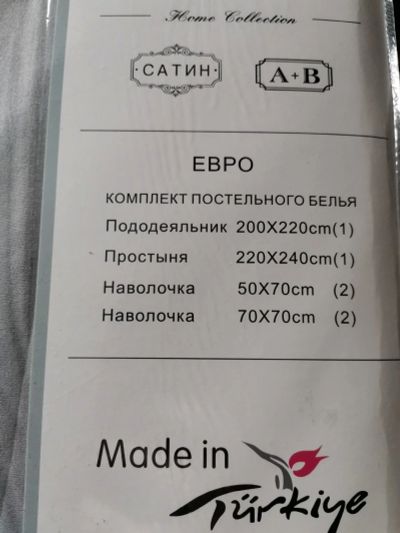 Home Collection
САТИН
A+B
ЕВРО
КОМПЛЕКТ ПОСТЕЛЬНОГО БЕЛЬЯ
Пододеяльник 200X220cm(1)
Простыня 220X240cm(1)
Наволочка 50X70cm (2)
Наволочка 70X70cm (2)
Made in
Türkiye